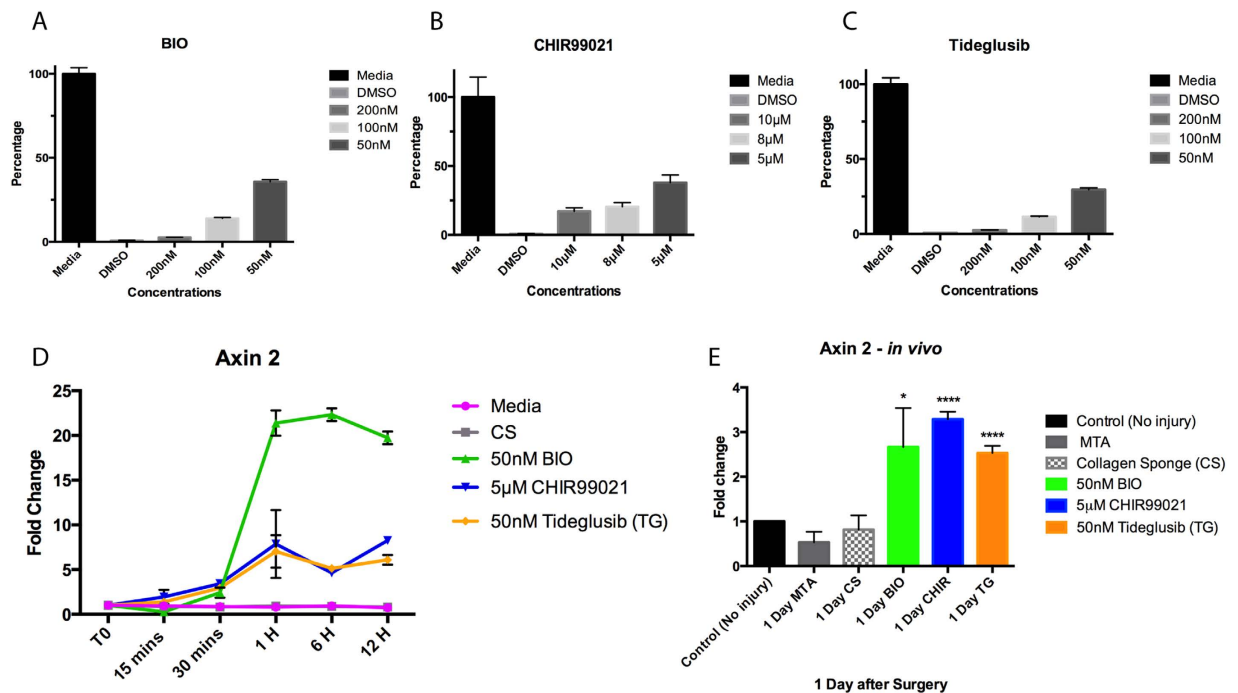 A
BIO
Percentage
100
50
0
Media
DMSO
200nM
100nM
50nM
Concentrations
Media
DMSO
200nM
100nM
50nM
B
CHIR99021
Percentage
100
50
0
Media
DMSO
10µM
8µM
5µM
Concentrations
Media
DMSO
10µM
8µM
5µM
C
Tideglusib
Percentage
100
50
0
Media
DMSO
200nM
100nM
50nM
Concentrations
Media
DMSO
200nM
100nM
50nM
D
Axin 2
Fold Change
25
20
15
10
5
0
T0
15 mins
30 mins
1 H
6 H
12 H
Media
CS
50nM BIO
5µM CHIR99021
50nM Tideglusib (TG)
E
Axin 2 - in vivo
Fold change
4
3
2
1
0
*
****
****
Control (No injury)
1 Day MTA
1 Day CS
1 Day BIO
1 Day CHIR
1 Day TG
1 Day after Surgery
Control (No injury)
MTA
Collagen Sponge (CS)
50nM BIO
5µM CHIR99021
50nM Tideglusib (TG)